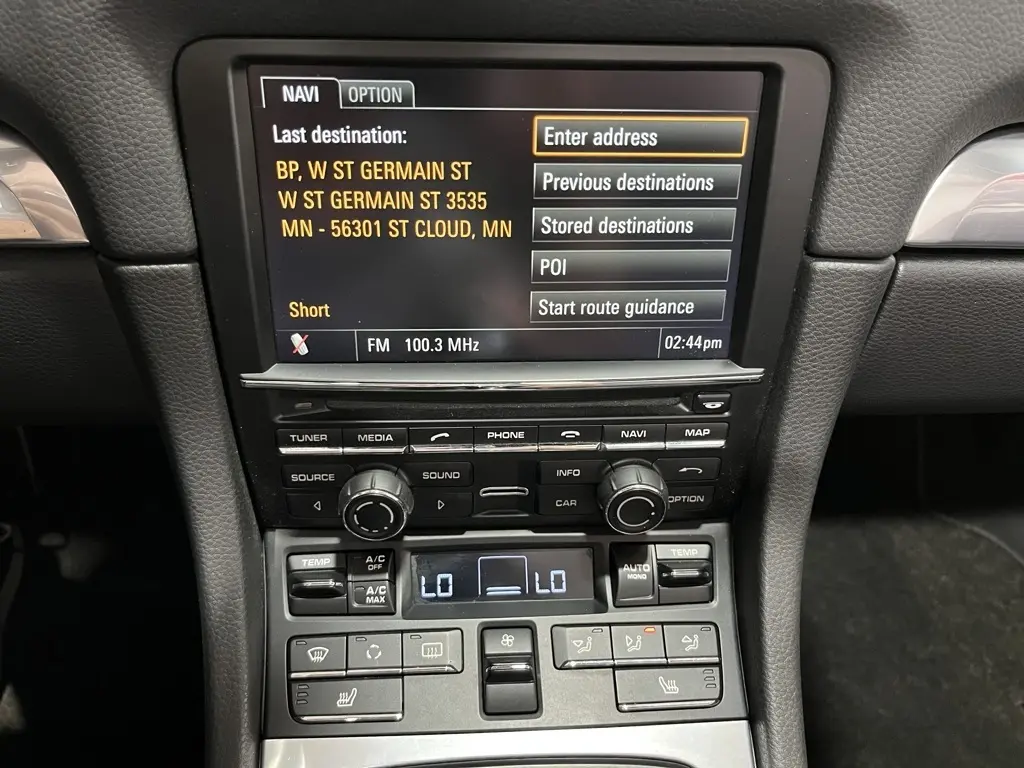 NAVI OPTION
Last destination:
Enter address
BP, W ST GERMAIN ST
Previous destinations
W ST GERMAIN ST 3535
MN - 56301 ST CLOUD, MN
Stored destinations
POI
Short
Start route guidance
FM 100.3 MHz 02:44pm
TUNER MEDIA PHONE NAVI MAP
SOURCE SOUND INFO
CAR OPTION
TEMP A/C OFF AUTO MONO TEMP
A/C MAX
LO LO